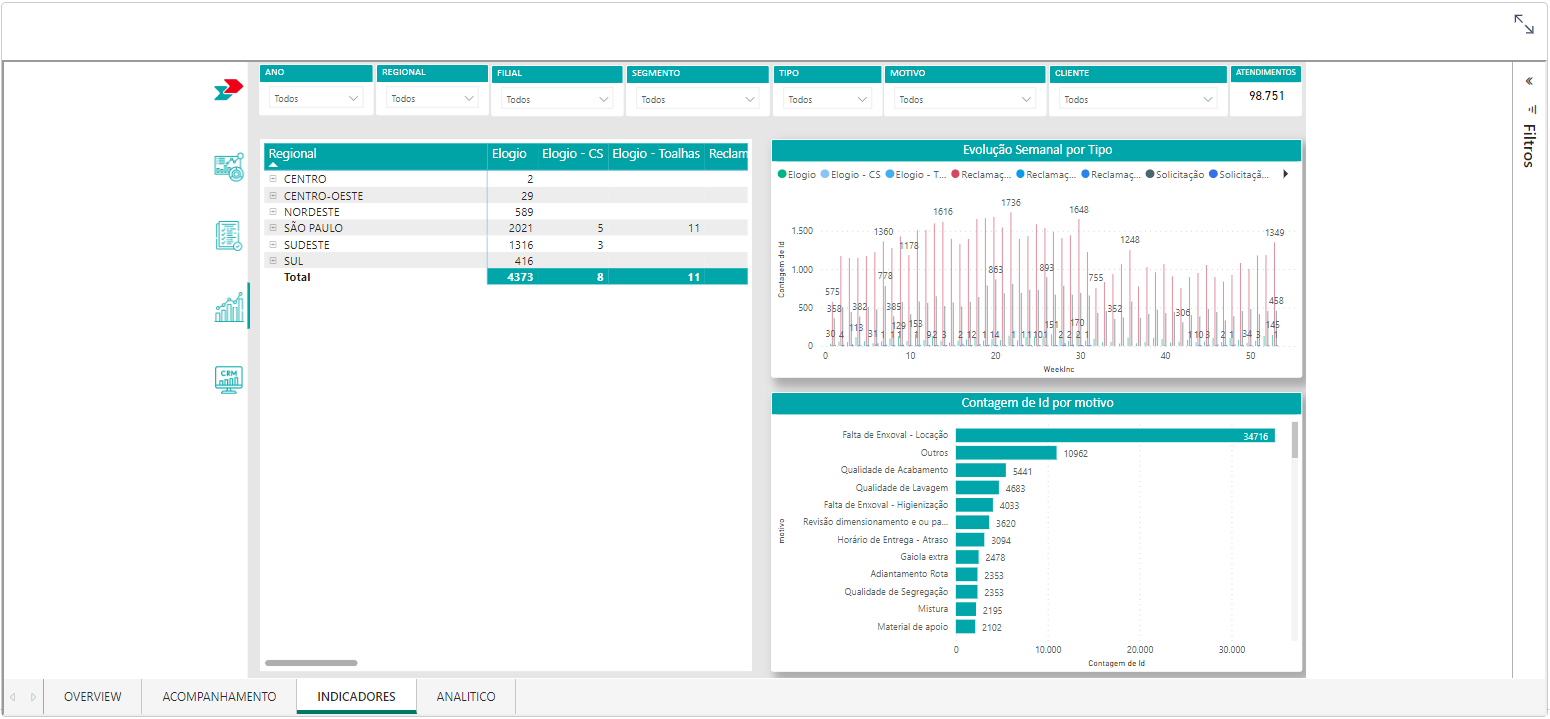 ANO REGIONAL FILIAL SEGMENTO TIPO MOTIVO CLIENTE ATENDIMENTOS
Todos Todos Todos Todos Todos Todos Todos 98.751
Filtros
Regional Elogio Elogio - CS Elogio - Toalhas Reclam
CENTRO 2
CENTRO-OESTE 29
NORDESTE 589
SÃO PAULO 2021 5 11
SUDESTE 1316 3
SUL 416
Total 4373 8 11
CRM
Evolução Semanal por Tipo
Elogio Elogio - CS Elogio - T... Reclamaç... Reclamaç... Reclamaç... Solicitação Solicitaçã...
Contagem de Id
1.500
1.000
500
0
1736
1616 1648
1360 1349
1178 1248
863 893
778 755
575
358 382 385 352 306 458
113 129 153 151 170 145
30 4 31 1 1 1 1 92 3 2 12 1 14 1 1 1 101 2 2 2 1 1 10 3 2 1 34 3 1
0 10 20 30 40 50
WeekInc
Contagem de Id por motivo
motivo
Falta de Enxoval - Locação 34716
Outros 10962
Qualidade de Acabamento 5441
Qualidade de Lavagem 4683
Falta de Enxoval - Higienização 4033
Revisão dimensionamento e ou pa... 3620
Horário de Entrega - Atraso 3094
Gaiola extra 2478
Adiantamento Rota 2353
Qualidade de Segregação 2353
Mistura 2195
Material de apoio 2102
0 10.000 20.000 30.000
Contagem de Id
OVERVIEW ACOMPANHAMENTO INDICADORES ANALITICO